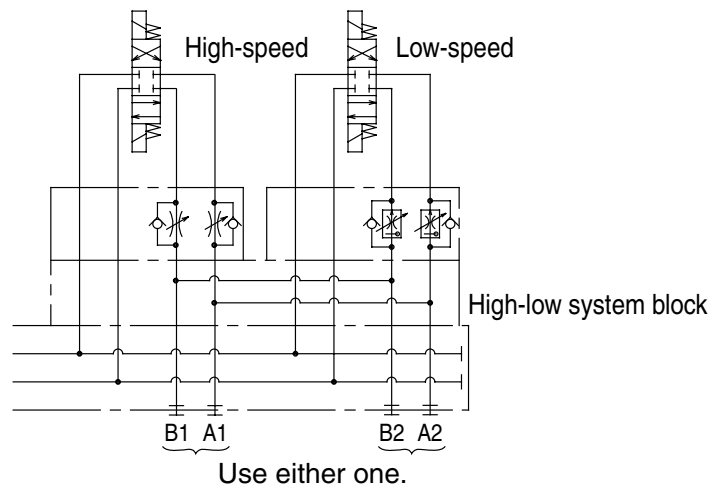 High-speed
Low-speed
High-low system block
B1 A1
B2 A2
Use either one.